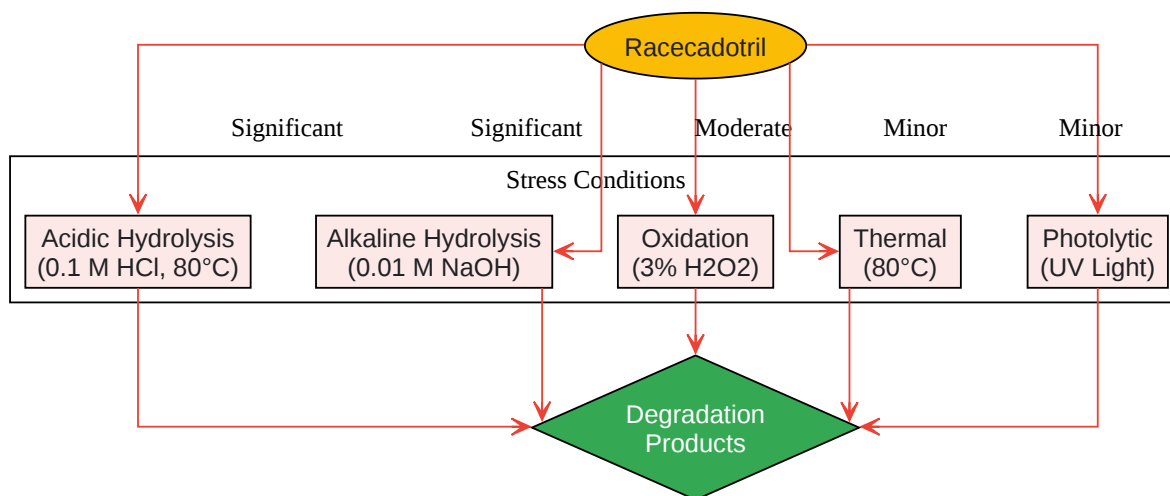 Racecadotril
Significant
Significant
Moderate
Minor
Minor
Stress Conditions
Acidic Hydrolysis
(0.1 M HCl, 80°C)
Alkaline Hydrolysis
(0.01 M NaOH)
Oxidation
(3% H2O2)
Thermal
(80°C)
Photolytic
(UV Light)
Degradation
Products